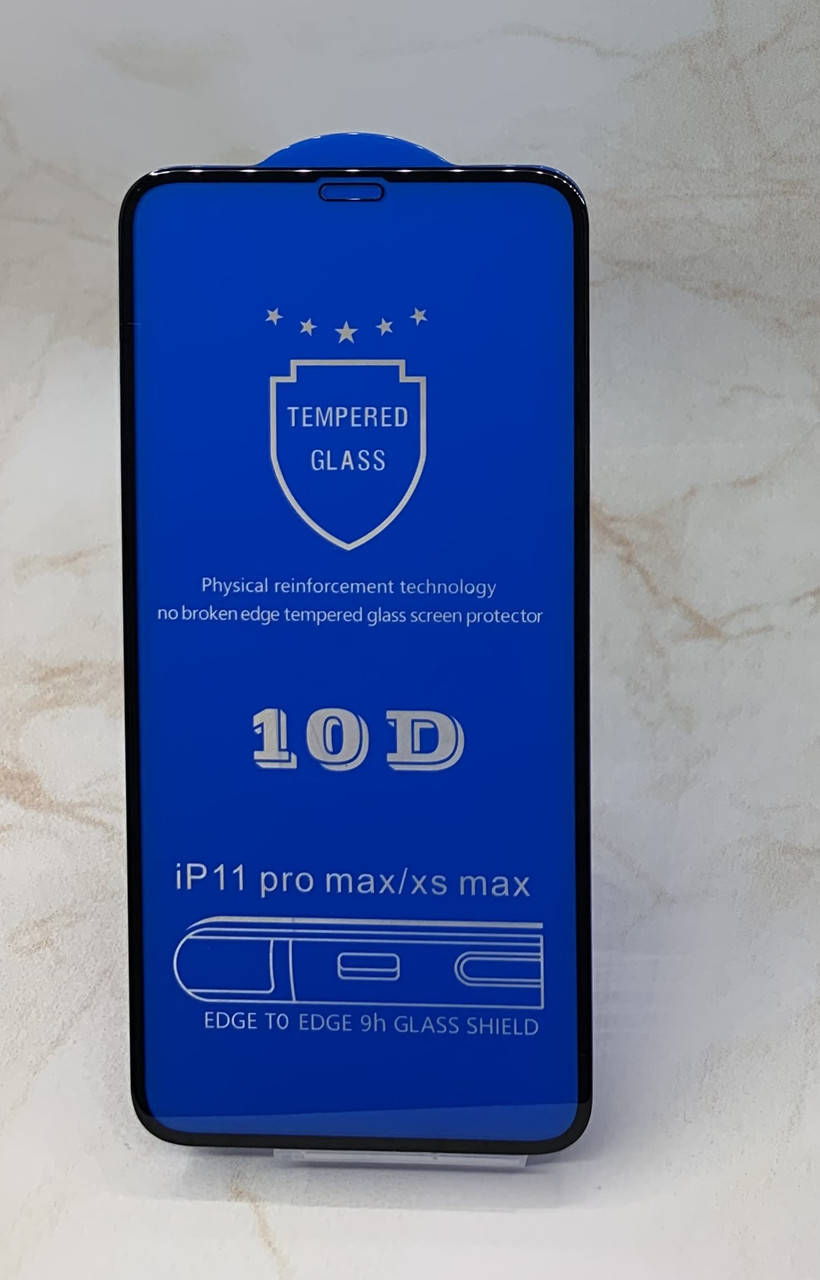 TEMPERED
GLASS
Physical reinforcement technology
no broken edge tempered glass screen protector
10D
iP11 pro max/xs max
EDGE TO EDGE 9h GLASS SHIELD